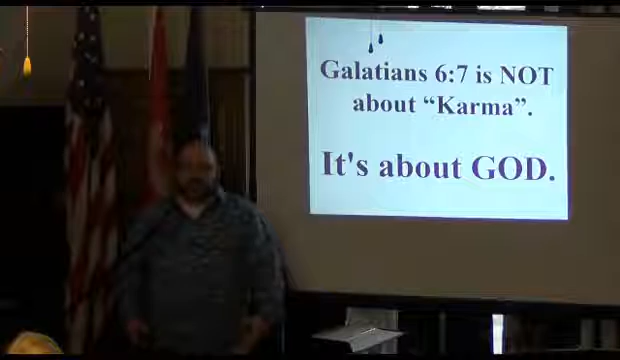 Galatians 6:7 is NOT
about “Karma”.
It's about GOD.